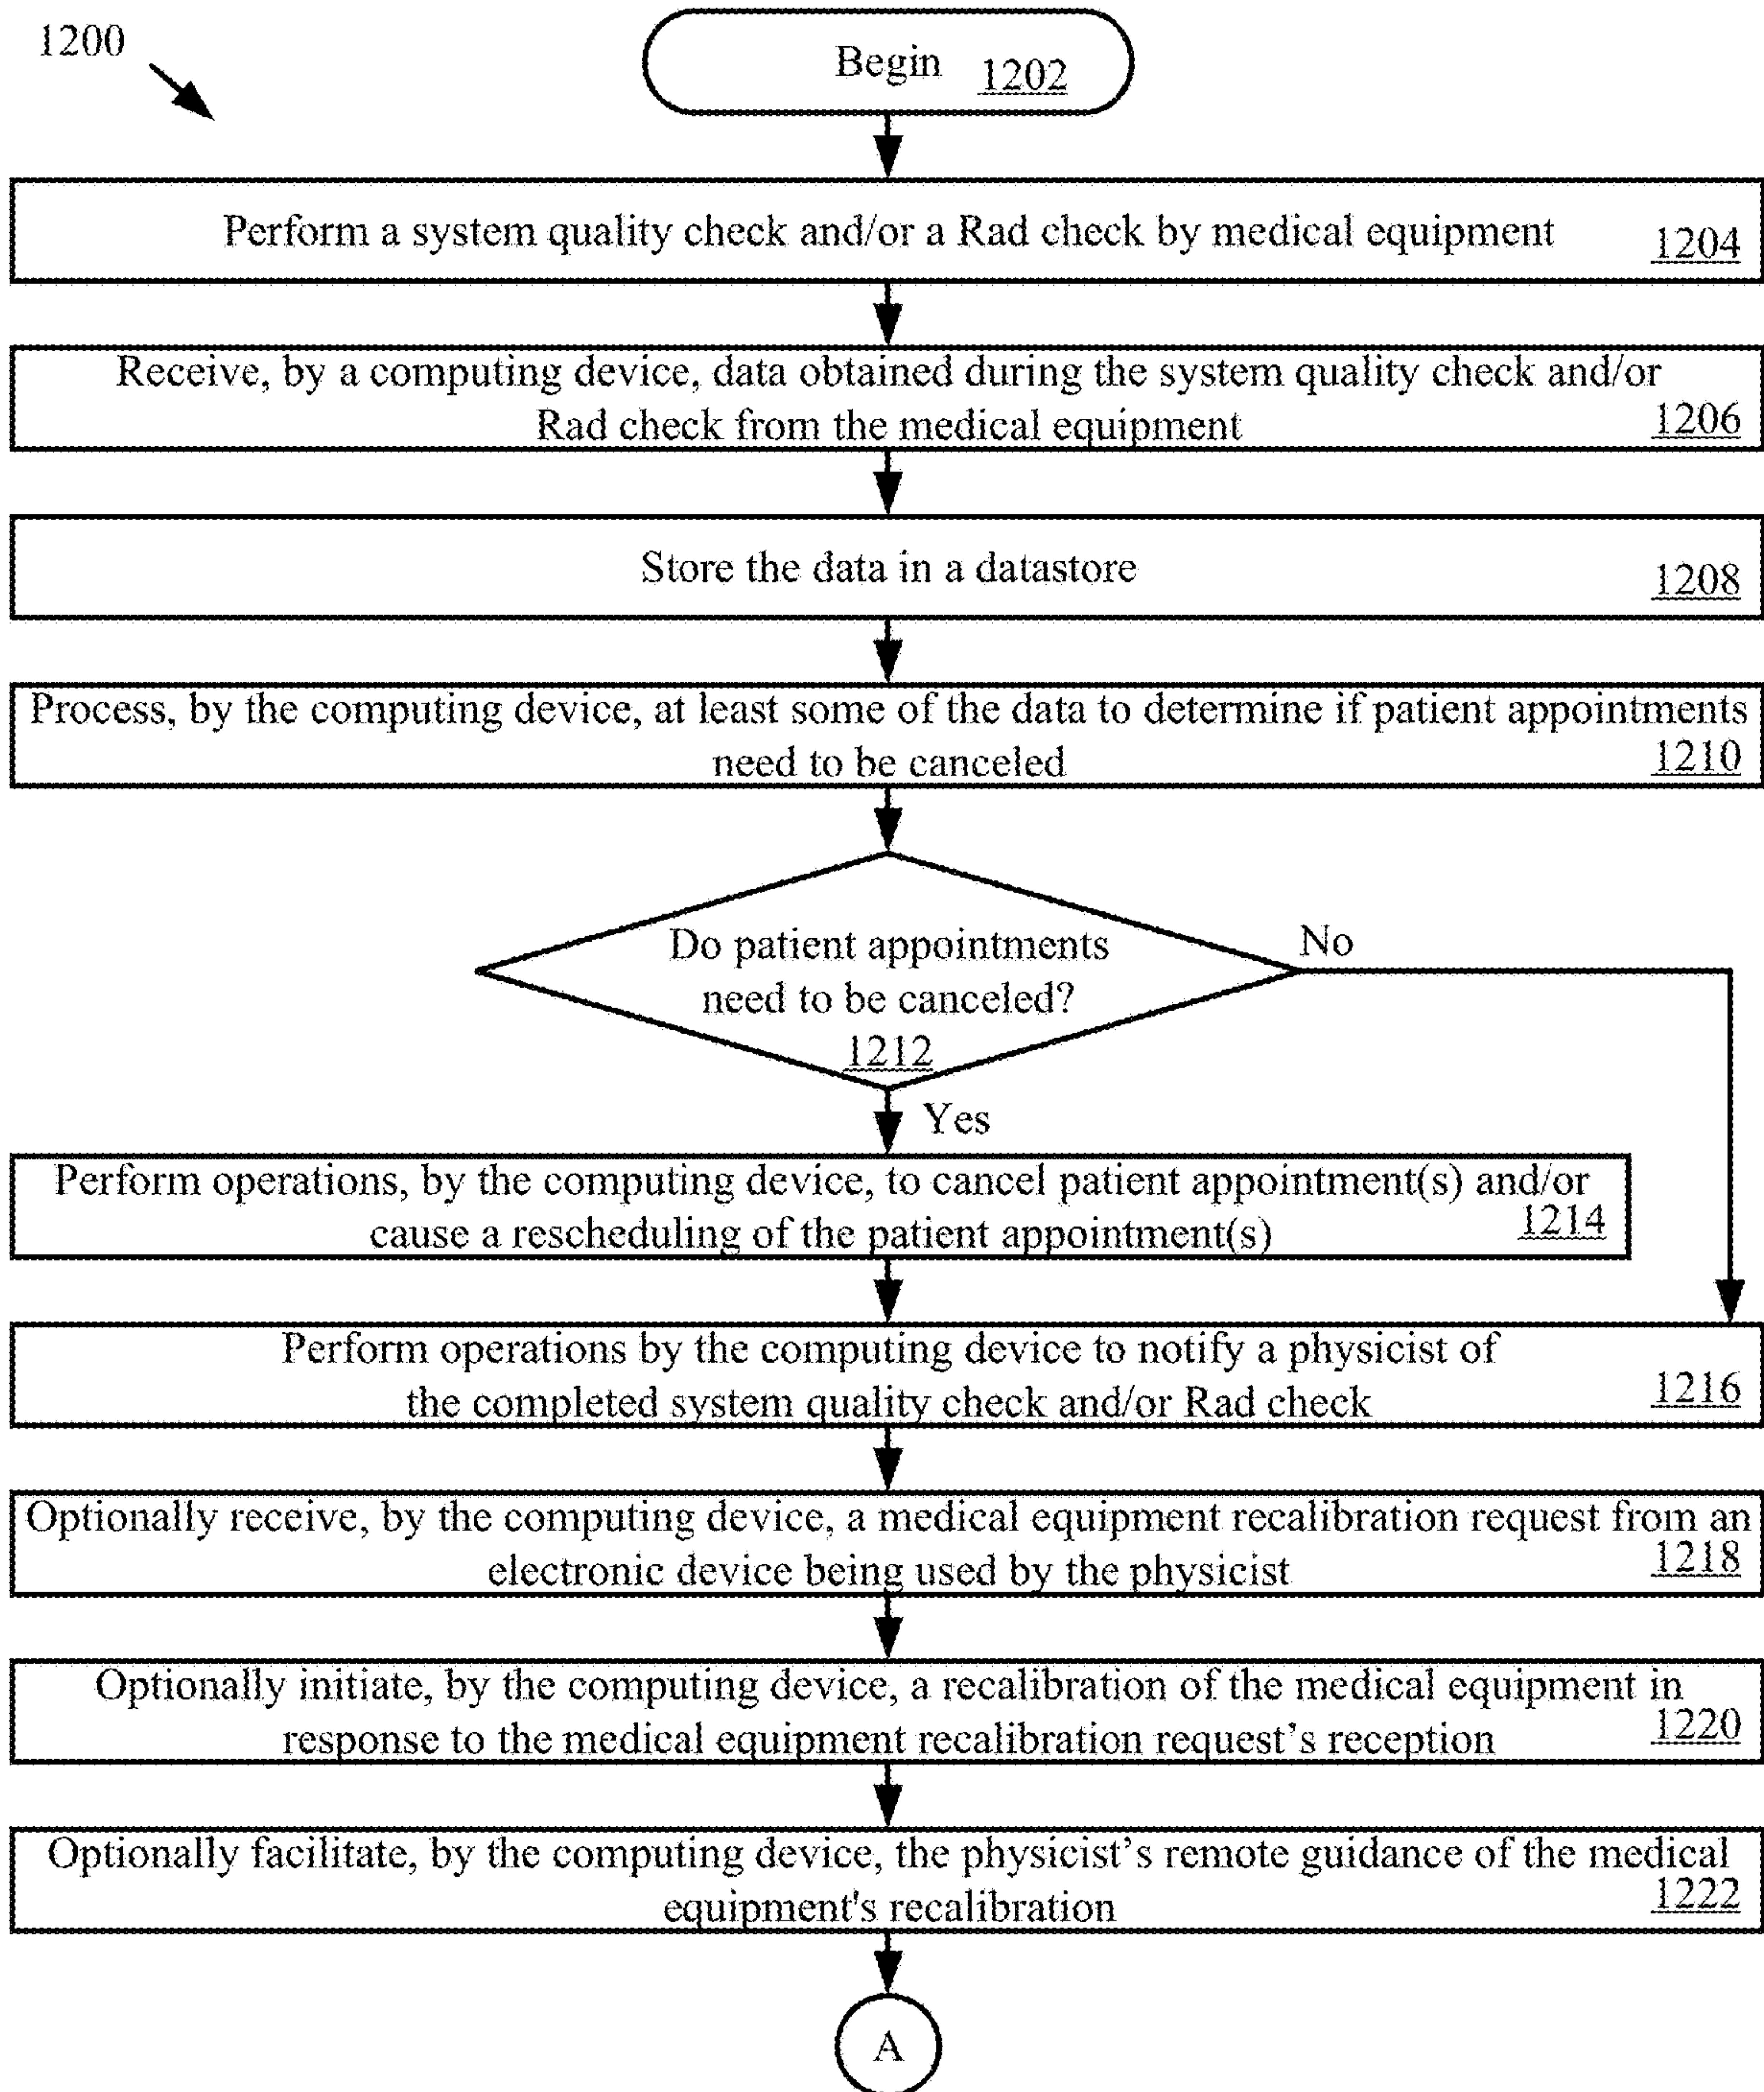 1200
Begin 1202
Perform a system quality check and/or a Rad check by medical equipment 1204
Receive, by a computing device, data obtained during the system quality check and/or
Rad check from the medical equipment 1206
Store the data in a datastore 1208
Process, by the computing device, at least some of the data to determine if patient appointments
need to be canceled 1210
Do patient appointments
need to be canceled?
1212
No
Yes
Perform operations, by the computing device, to cancel patient appointment(s) and/or
cause a rescheduling of the patient appointment(s) 1214
Perform operations by the computing device to notify a physicist of
the completed system quality check and/or Rad check 1216
Optionally receive, by the computing device, a medical equipment recalibration request from an
electronic device being used by the physicist 1218
Optionally initiate, by the computing device, a recalibration of the medical equipment in
response to the medical equipment recalibration request’s reception 1220
Optionally facilitate, by the computing device, the physicist’s remote guidance of the medical
equipment's recalibration 1222
A